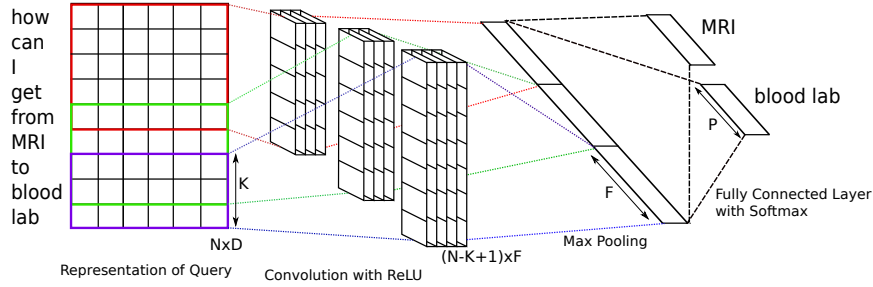 how
can
I
get
from
MRI
to
blood
lab
K
NxD
Representation of Query
Convolution with ReLU
(N-K+1)xF
F
Max Pooling
MRI
blood lab
P
Fully Connected Layer
with Softmax